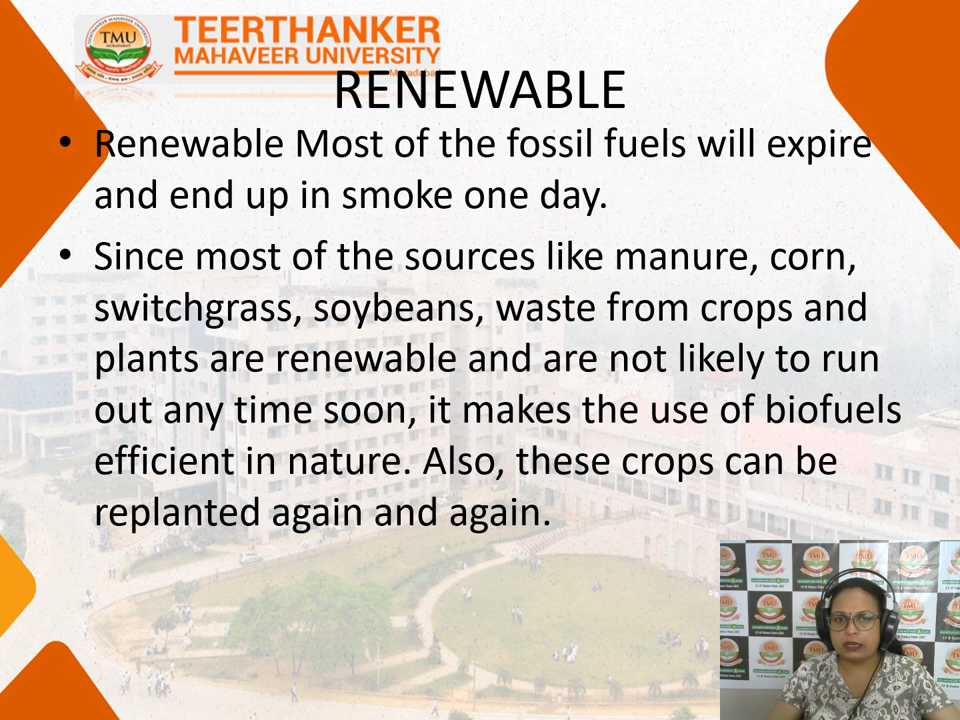 TMU
TEERTHANKER
MAHAVEER UNIVERSITY
RENEWABLE
• Renewable Most of the fossil fuels will expire
and end up in smoke one day.
• Since most of the sources like manure, corn,
switchgrass, soybeans, waste from crops and
plants are renewable and are not likely to run
out any time soon, it makes the use of biofuels
efficient in nature. Also, these crops can be
replanted again and again.